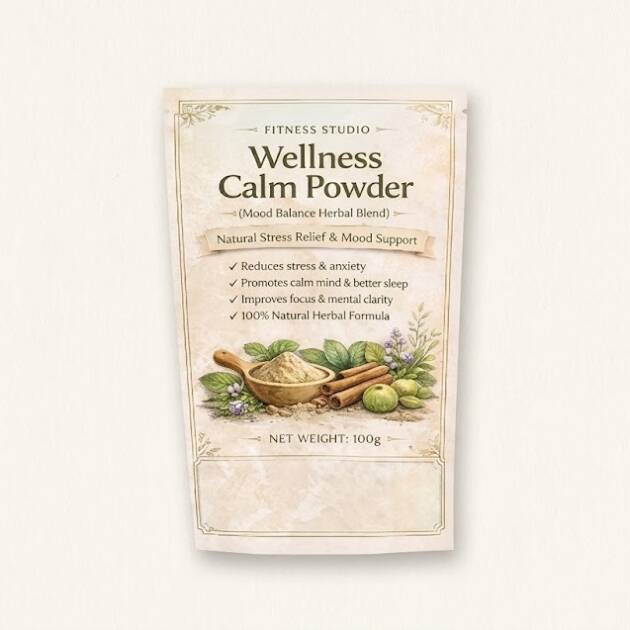 FITNESS STUDIO
Wellness
Calm Powder
(Mood Balance Herbal Blend)
Natural Stress Relief & Mood Support
✓ Reduces stress & anxiety
✓ Promotes calm mind & better sleep
✓ Improves focus & mental clarity
✓ 100% Natural Herbal Formula
NET WEIGHT: 100g